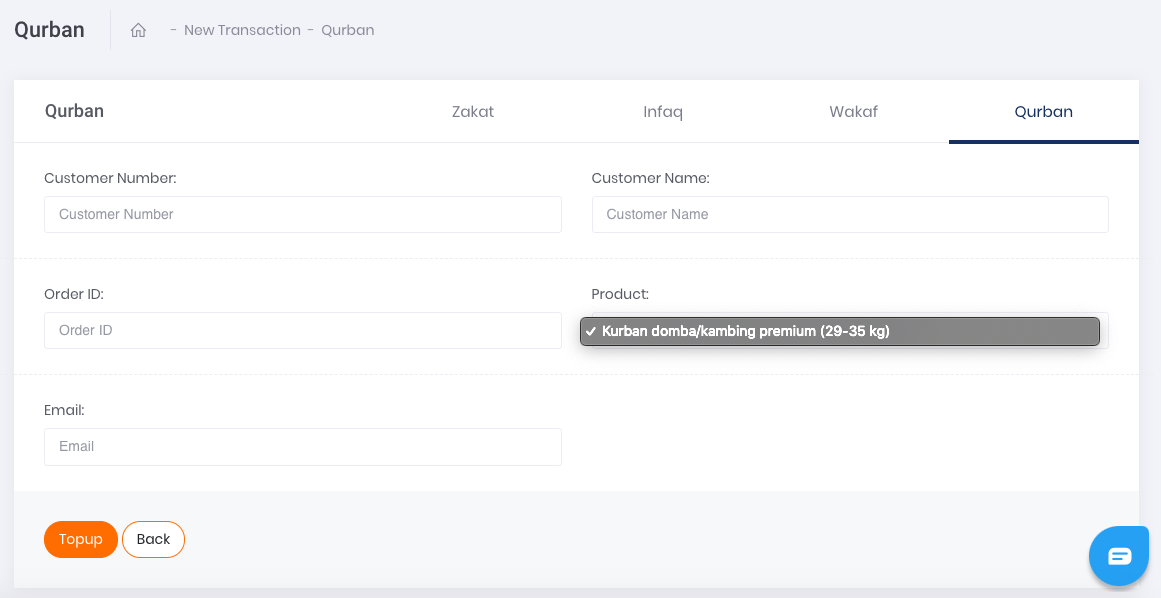 Qurban - New Transaction - Qurban
Qurban Zakat Infaq Wakaf Qurban
Customer Number: Customer Name:
Customer Number Customer Name
Order ID: Product:
Order ID ✓ Kurban domba/kambing premium (29-35 kg)
Email:
Email
Topup Back